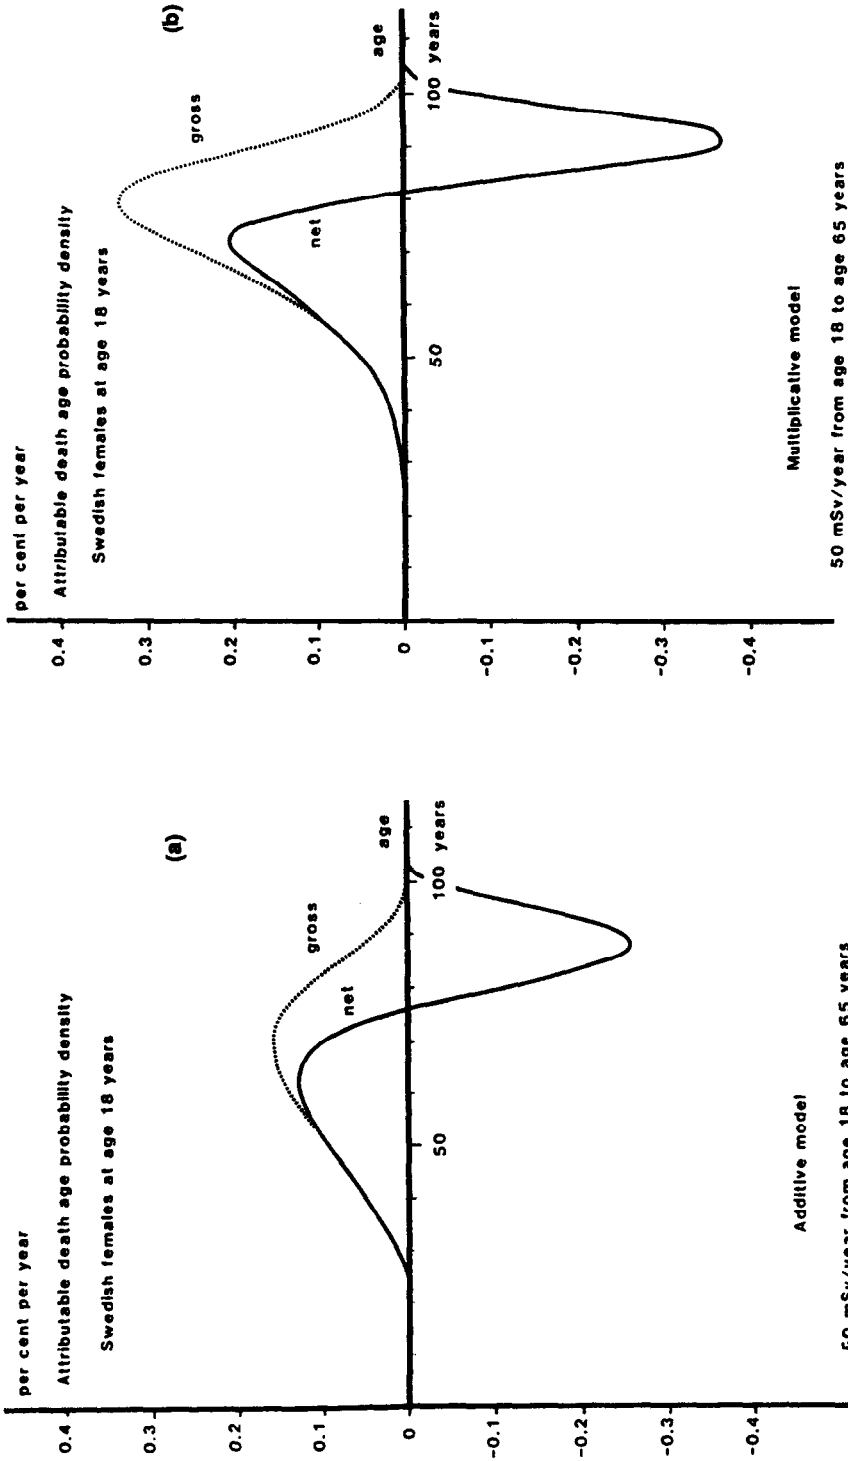 (a)
per cent per year
Attributable death age probability density
Swedish females at age 18 years
0.4
0.3
0.2
0.1
0
-0.1
-0.2
-0.3
-0.4
gross
net
age
50
100 years
Additive model
50 mSv/year from age 18 to age 65 years
(b)
per cent per year
Attributable death age probability density
Swedish females at age 18 years
0.4
0.3
0.2
0.1
0
-0.1
-0.2
-0.3
-0.4
gross
net
age
50
100 years
Multiplicative model
50 mSv/year from age 18 to age 65 years